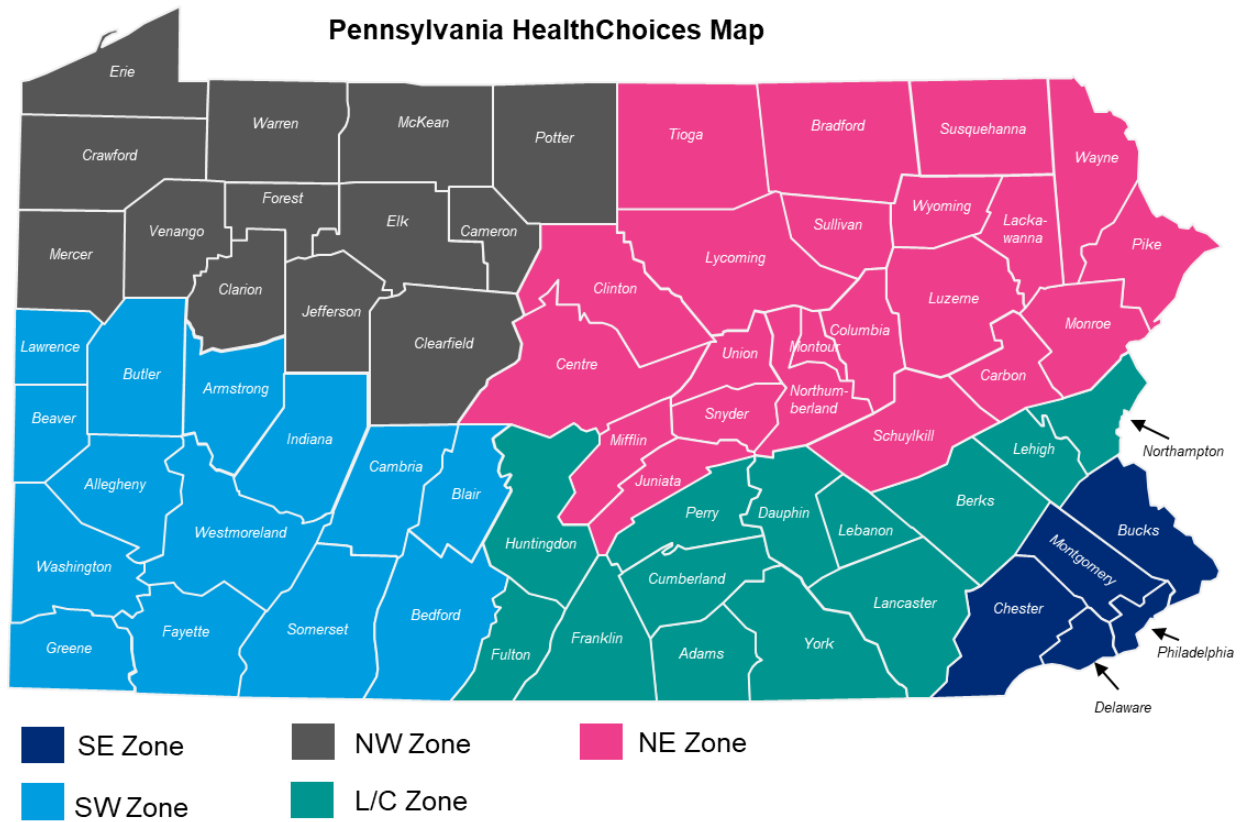 Pennsylvania HealthChoices Map
Erie
Warren
McKean
Potter
Tioga
Bradford
Susquehanna
Wayne
Crawford
Forest
Elk
Cameron
Venango
Mercer
Clarion
Jefferson
Clearfield
Clinton
Lycoming
Sullivan
Wyoming
Lacka-
wanna
Pike
Luzerne
Monroe
Columbia
Montour
Union
Centre
Northum-
berland
Snyder
Carbon
Schuylkill
Mifflin
Juniata
Lawrence
Butler
Armstrong
Beaver
Indiana
Allegheny
Cambria
Blair
Westmoreland
Washington
Greene
Fayette
Somerset
Bedford
Huntingdon
Fulton
Franklin
Perry
Cumberland
Adams
Dauphin
Lebanon
York
Lancaster
Berks
Lehigh
Northampton
Bucks
Montgomery
Chester
Philadelphia
Delaware
SE Zone
NW Zone
NE Zone
SW Zone
L/C Zone